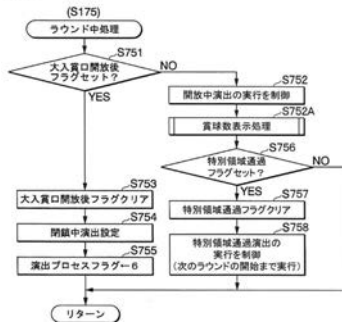 (S175)
ラウンド中処理
S751
大入賞口開放後
フラグセット？
NO
YES
S752
開放中演出の実行を制御
S752A
賞球数表示処理
S756
特別領域通過
フラグセット？
NO
YES
S753
大入賞口開放後フラグクリア
S757
特別領域通過フラグクリア
S754
閉鎖中演出設定
S758
特別領域通過演出の
実行を制御
(次のラウンドの開始まで実行)
S755
演出プロセスフラグ←6
リターン